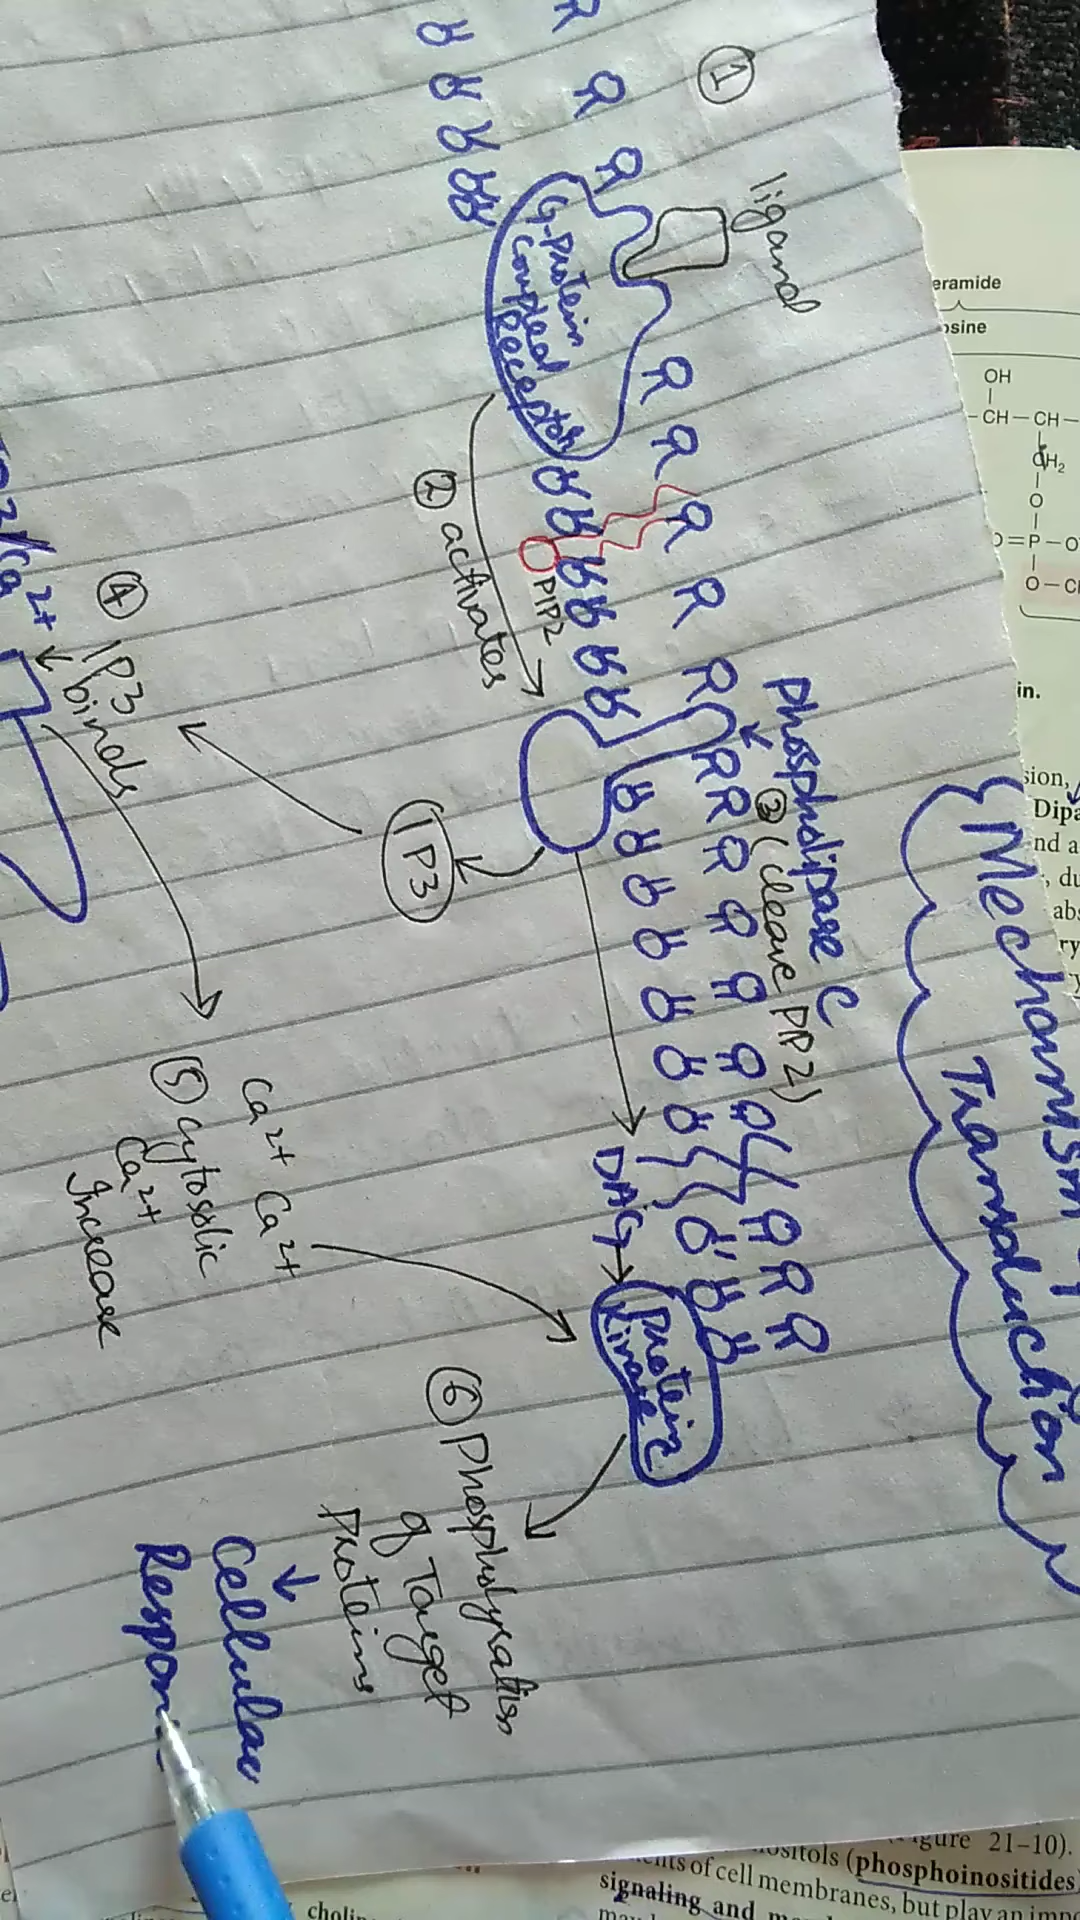 Mechanism
Transduction
①
ligand
G-Protein
Coupled
Receptor
② activates
PIP2
Phospholipase C
③ (cleave PIP2)
IP3
④ IP3
binds
Ca2+
DAG
Protein
Kinase C
Ca2+ Ca2+
⑤ cytosolic
Ca2+
Increase
⑥ Phosphorylation
of Target
Proteins
Cellular
Respon
eramide
osine
OH
CH—CH—
CH2
O
O=P—O
O—C
in.
sion,
Dipa
nd a
, du
abs
ry
Figure 21–10).
ositols (phosphoinositides)
ents of cell membranes, but play an impo
signaling and
cholin